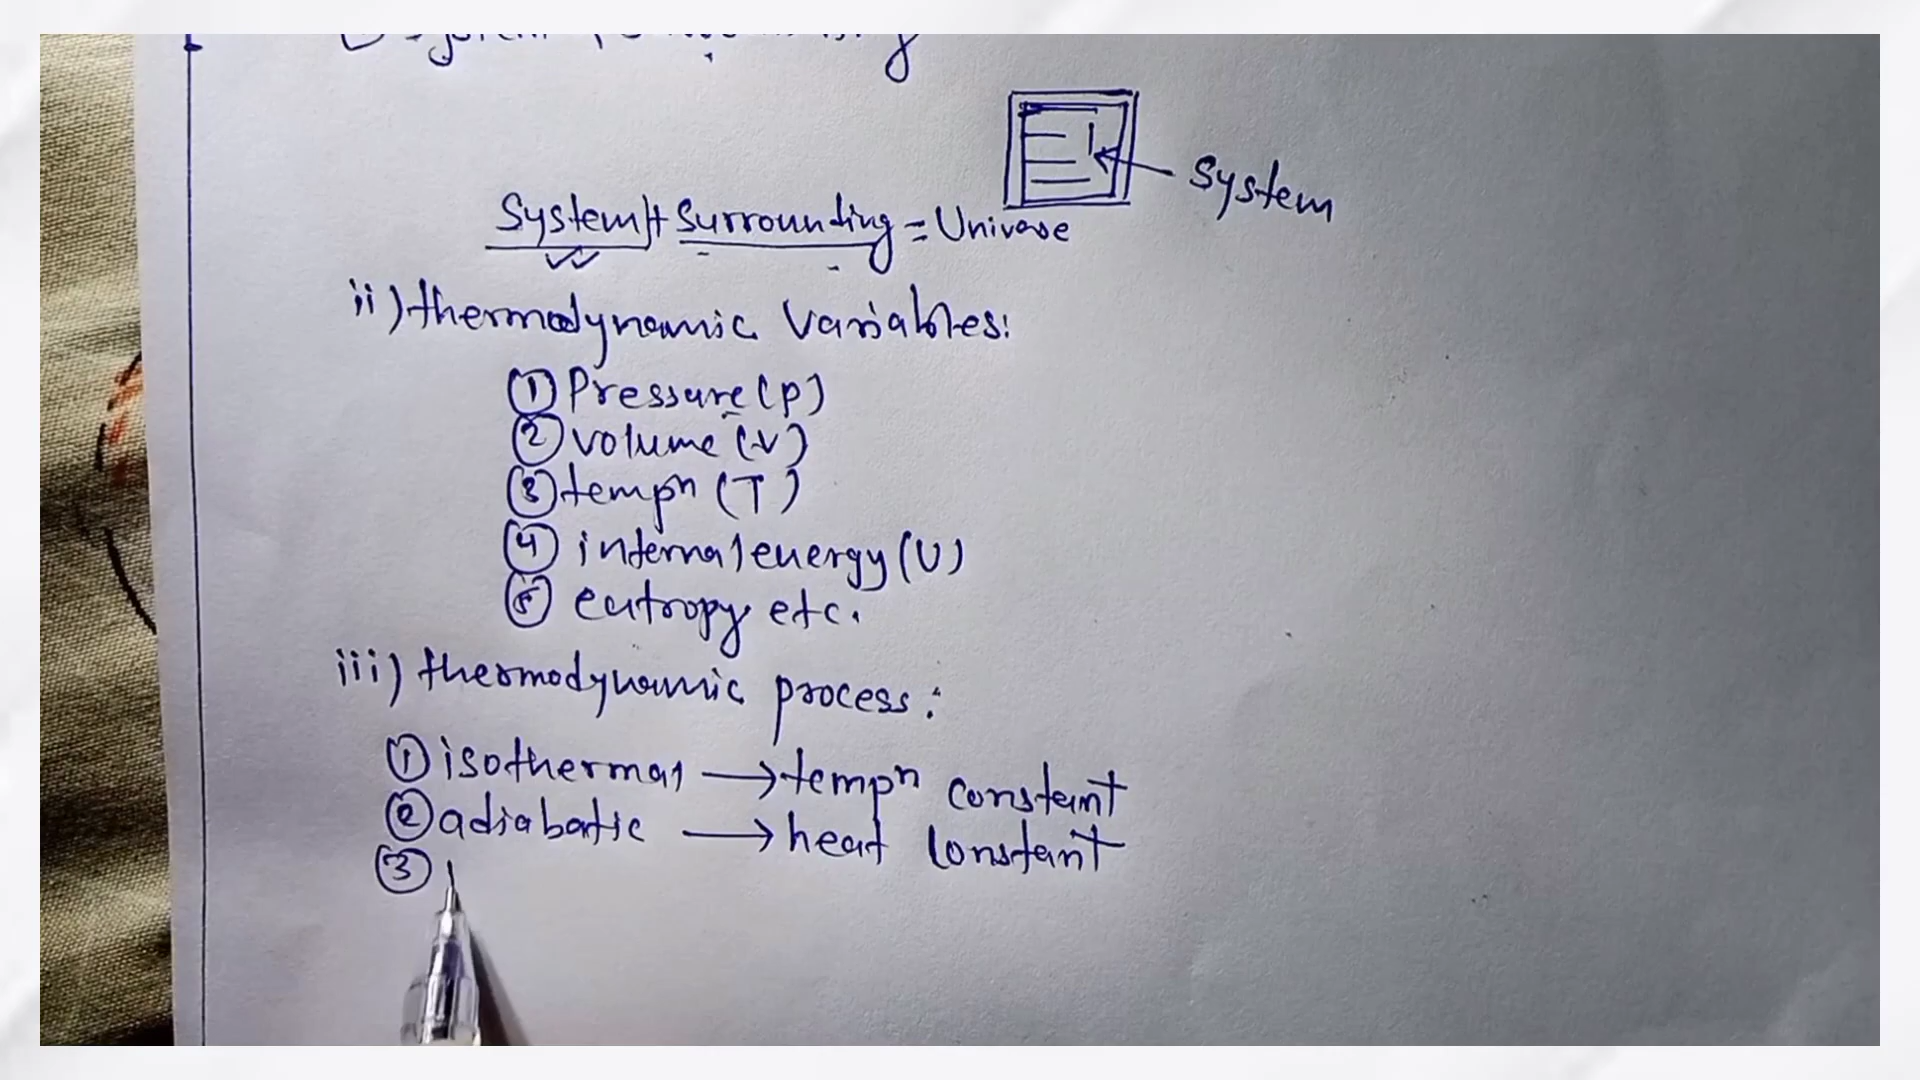 System
System + Surrounding = Universe
ii) thermodynamic variables:
① Pressure (P)
② volume (V)
③ tempn (T)
④ internal energy (U)
⑤ entropy etc.
iii) thermodynamic process:
① isothermal → tempn constant
② adiabatic → heat constant
③